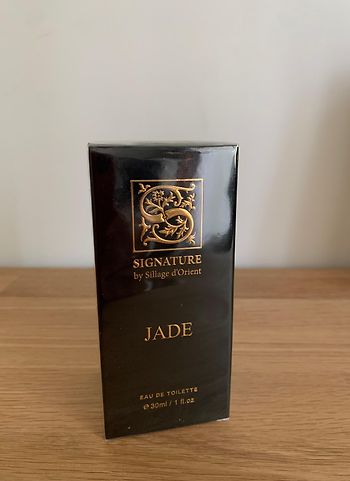 S
SIGNATURE
by Sillage d'Orient
JADE
EAU DE TOILETTE
℮30ml / 1 fl.oz